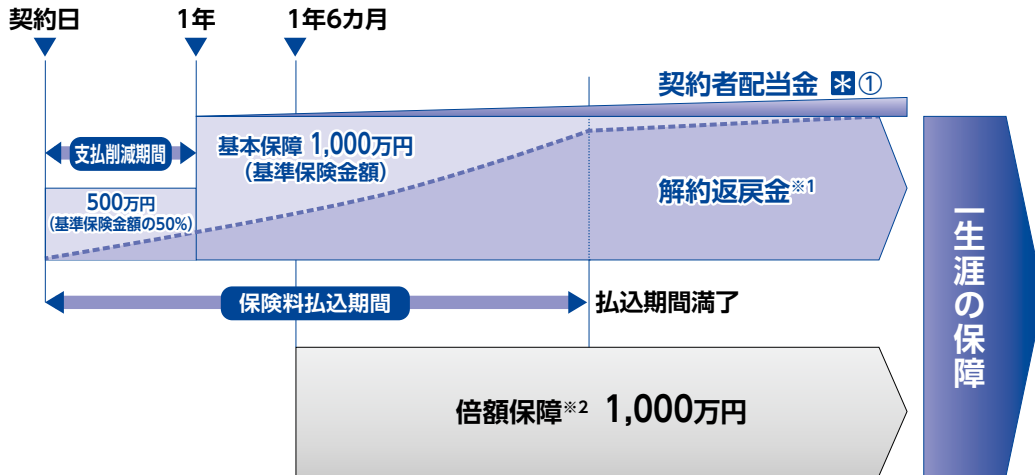 契約日
1年
1年6カ月
契約者配当金 * ①
支払削減期間
基本保障 1,000万円
(基準保険金額)
500万円
(基準保険金額の50%)
解約返戻金※1
保険料払込期間
払込期間満了
倍額保障※2 1,000万円
一生涯の保障